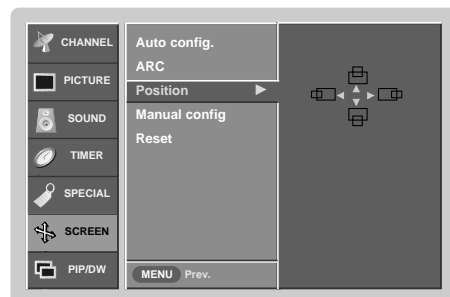 CHANNEL
PICTURE
SOUND
TIMER
SPECIAL
SCREEN
PIP/DW
Auto config.
ARC
Position
Manual config
Reset
MENU Prev.